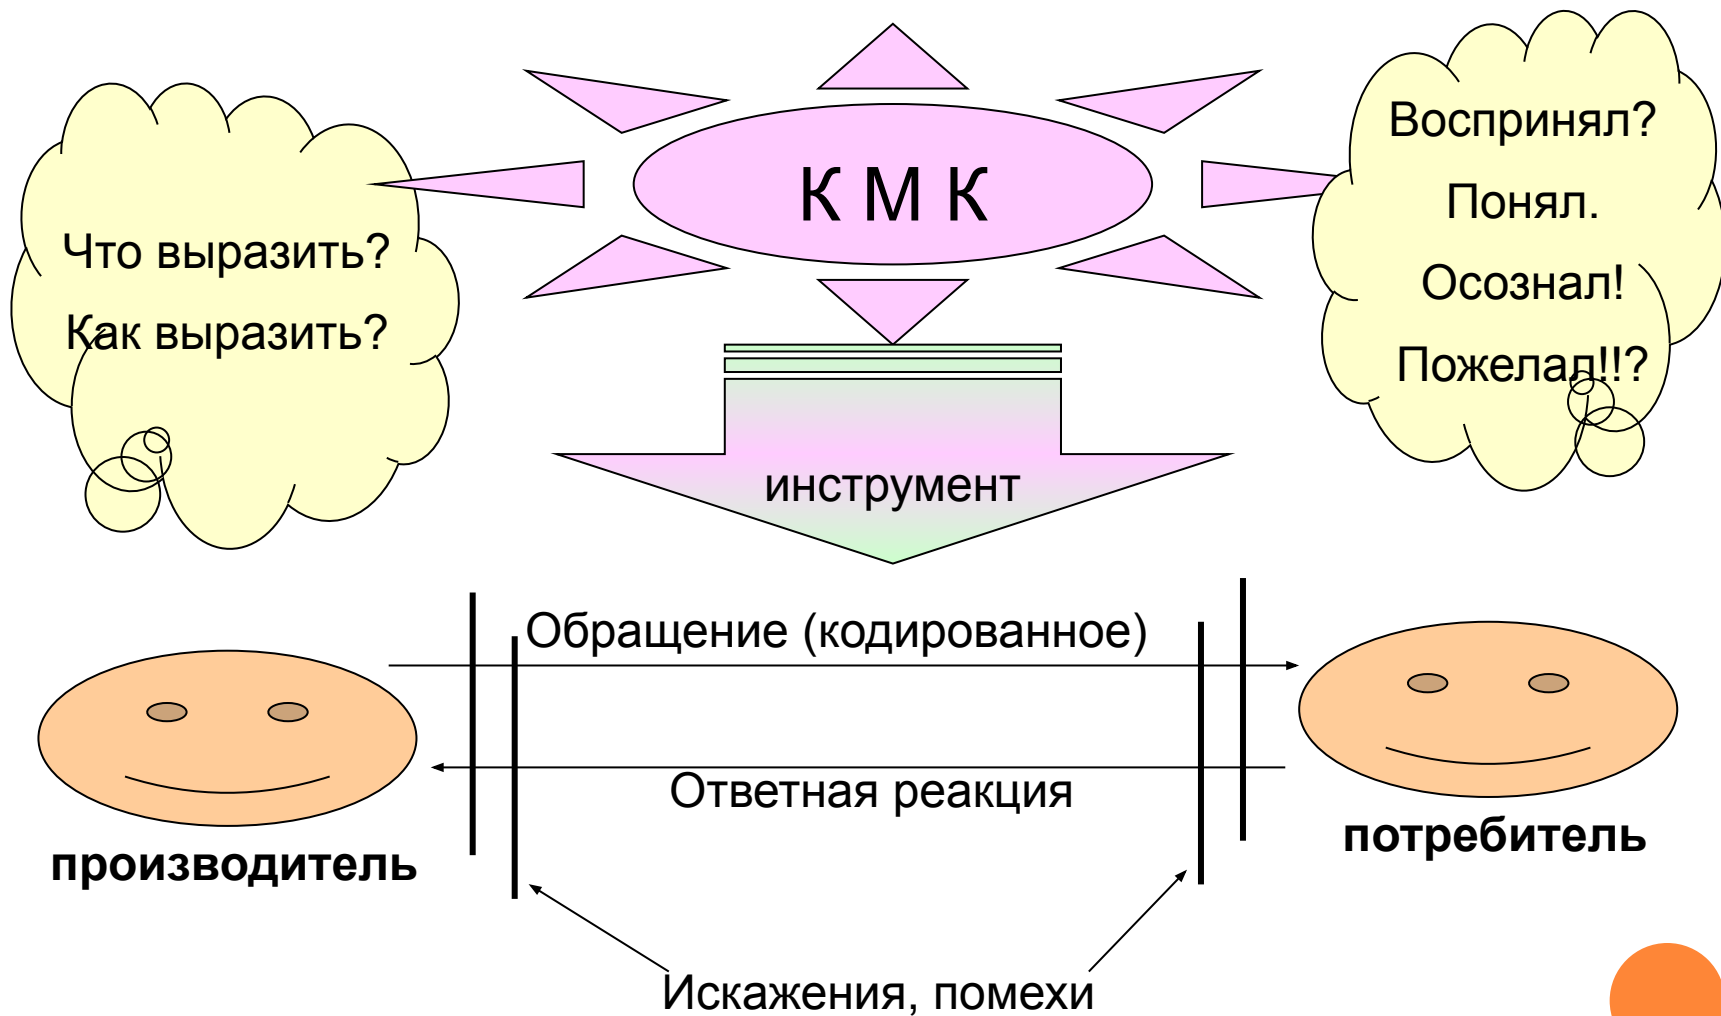 К М К
Что выразить?
Как выразить?
Воспринял?
Понял.
Осознал!
Пожелал!!?
инструмент
Обращение (кодированное)
Ответная реакция
производитель
потребитель
Искажения, помехи